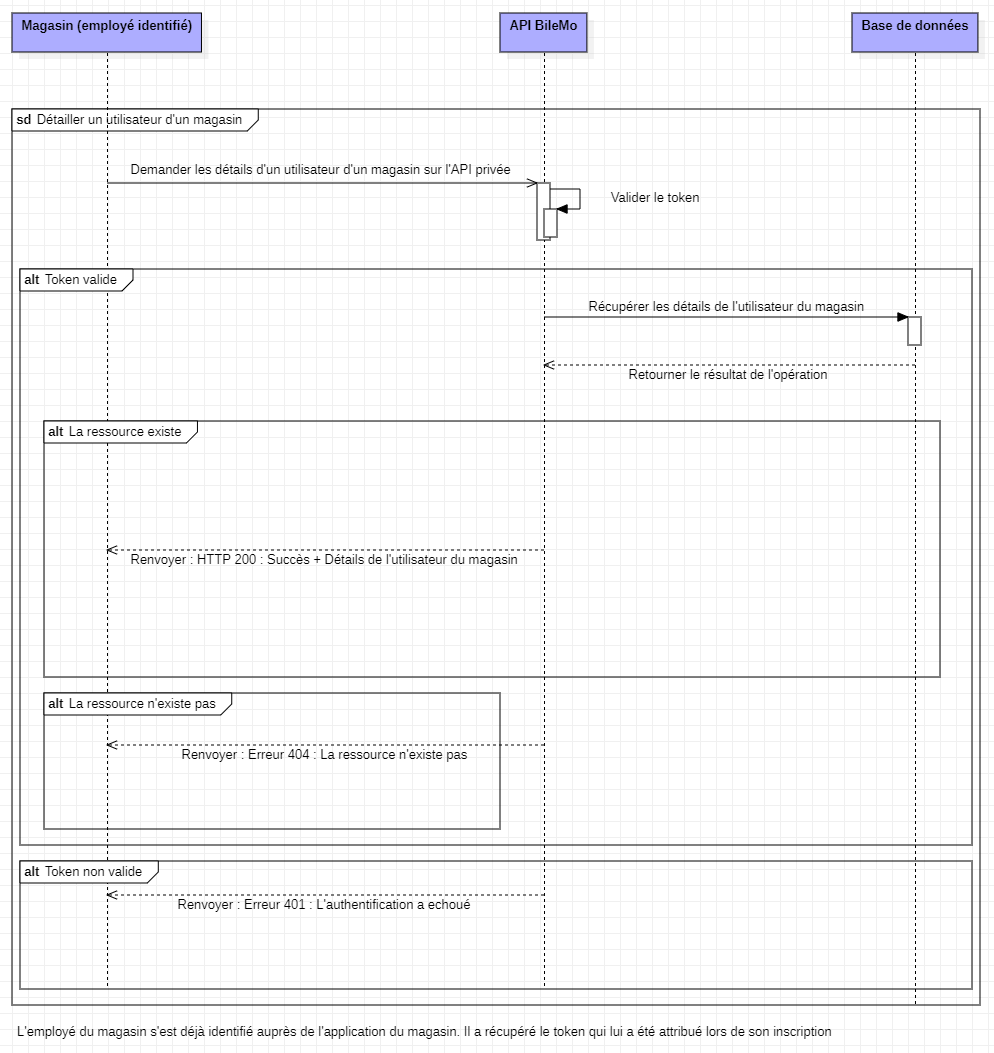 Magasin (employé identifié)
API BileMo
Base de données
sd Détailler un utilisateur d'un magasin
Demander les détails d'un utilisateur d'un magasin sur l'API privée
Valider le token
alt Token valide
Récupérer les détails de l'utilisateur du magasin
Retourner le résultat de l'opération
alt La ressource existe
Renvoyer : HTTP 200 : Succès + Détails de l'utilisateur du magasin
alt La ressource n'existe pas
Renvoyer : Erreur 404 : La ressource n'existe pas
alt Token non valide
Renvoyer : Erreur 401 : L'authentification a echoué
L'employé du magasin s'est déjà identifié auprès de l'application du magasin. Il a récupéré le token qui lui a été attribué lors de son inscription